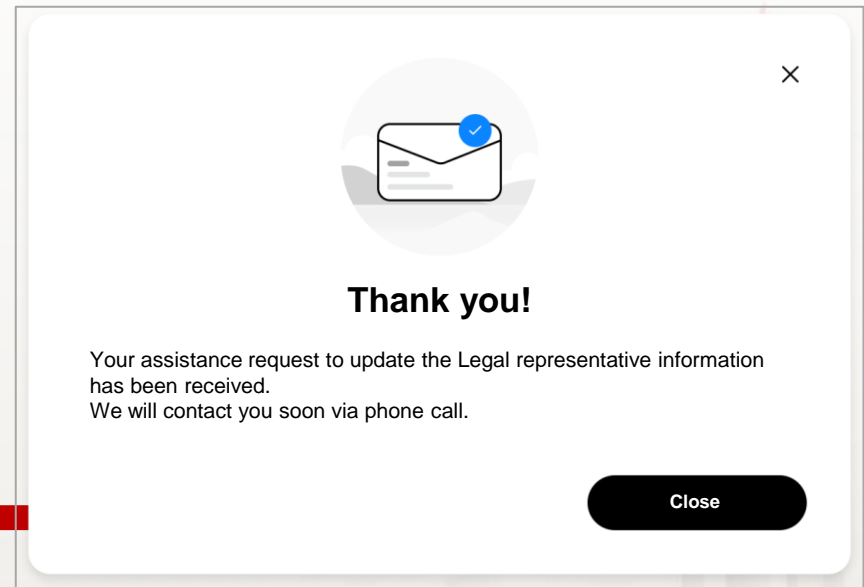 Thank you!
Your assistance request to update the Legal representative information
has been received.
We will contact you soon via phone call.
Close